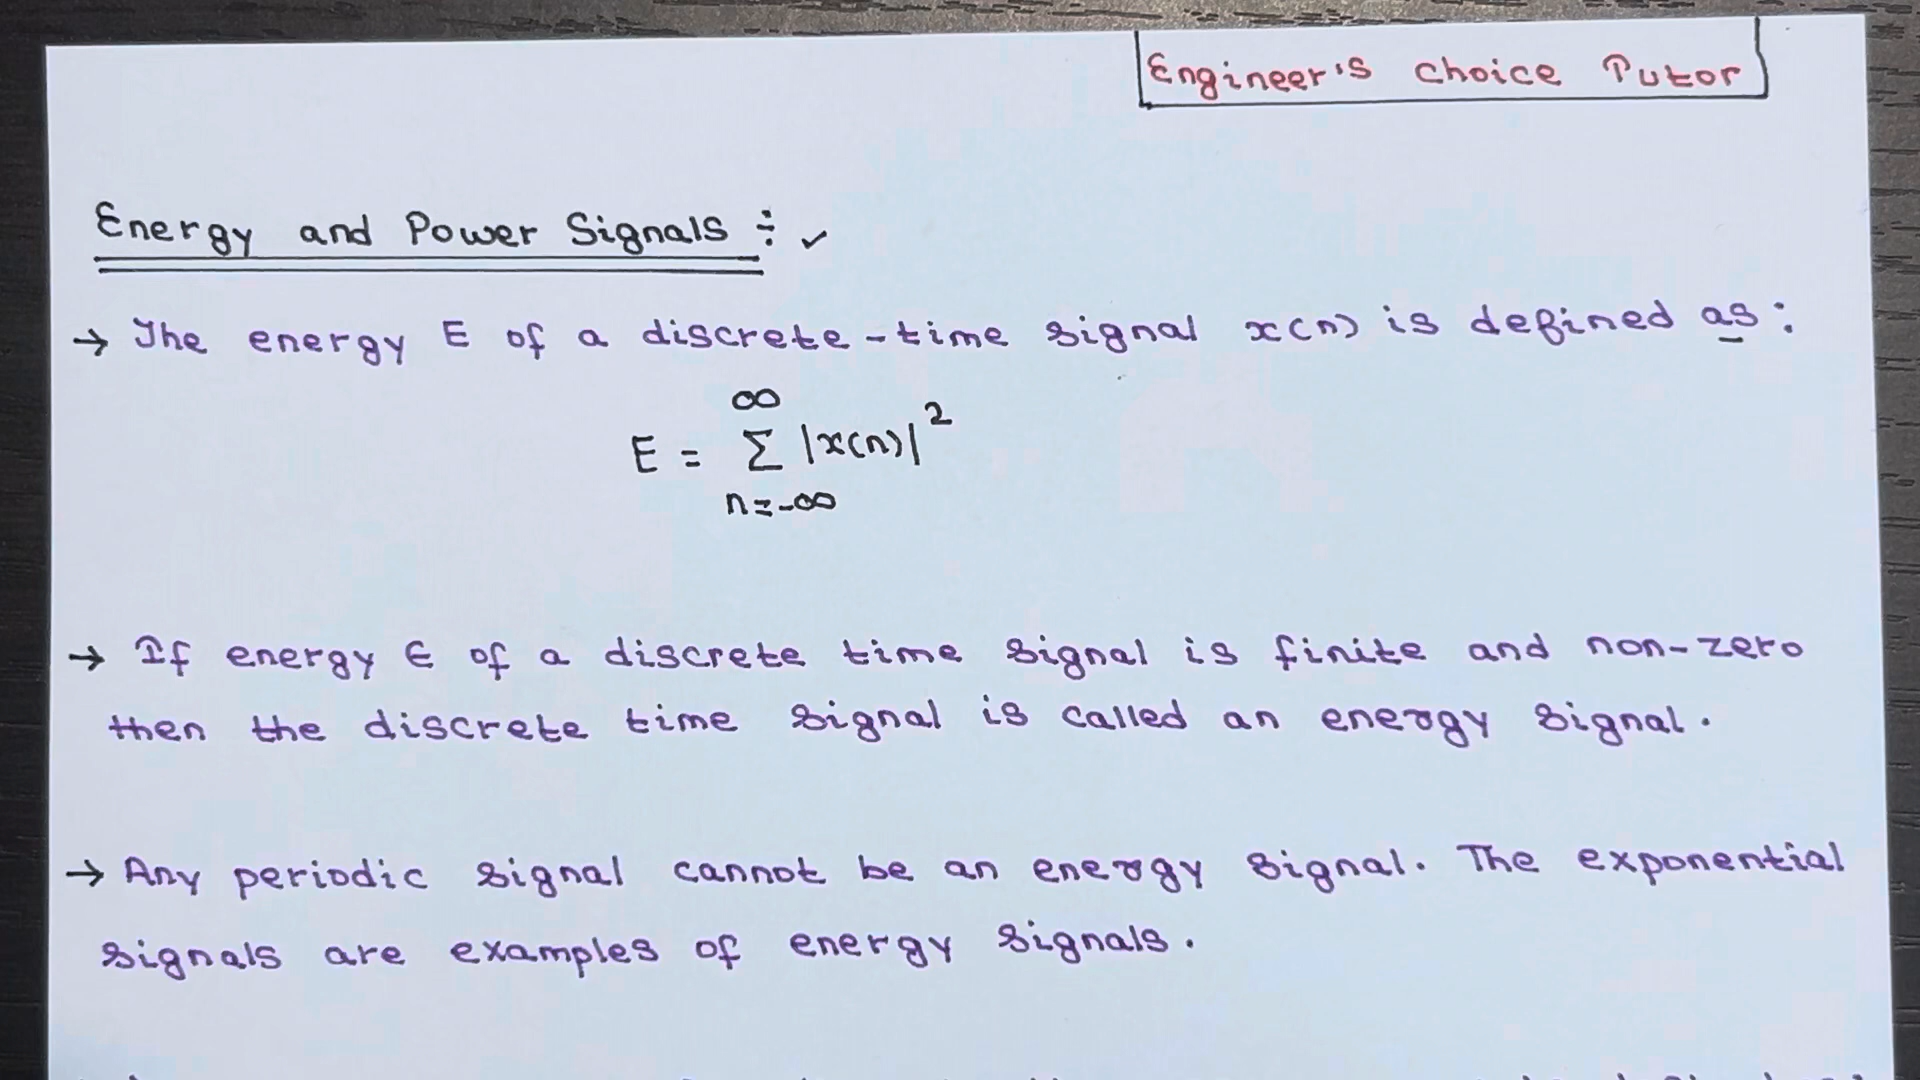 Engineer's Choice Tutor
Energy and Power Signals :
→ The energy E of a discrete-time signal x(n) is defined as:
∞
E = Σ |x(n)|²
n=-∞
→ If energy E of a discrete time signal is finite and non-zero
then the discrete time signal is called an energy signal.
→ Any periodic signal cannot be an energy signal. The exponential
signals are examples of energy signals.